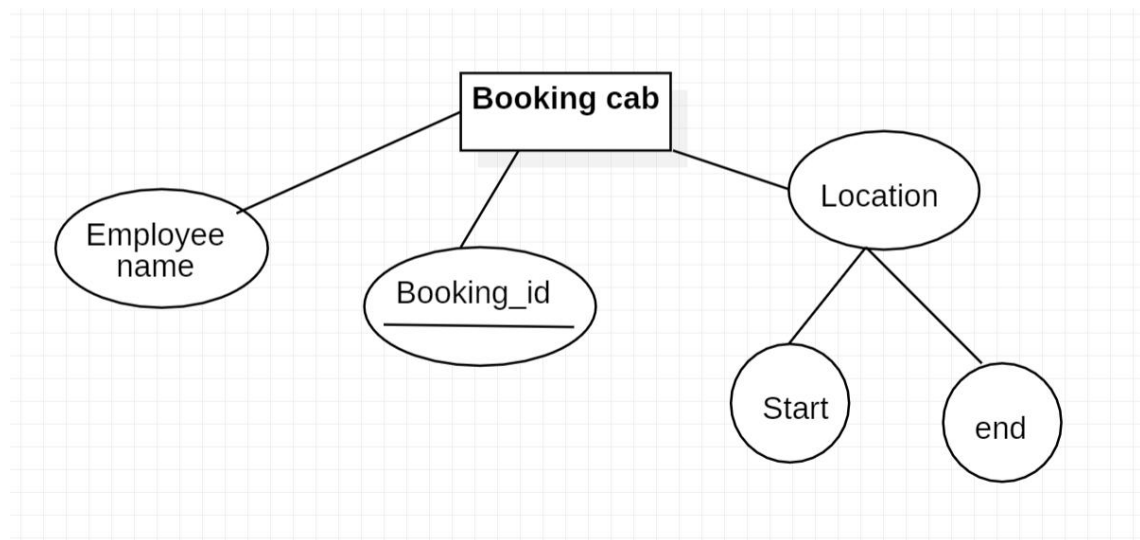 Booking cab
Employee
name
Booking_id
Location
Start
end